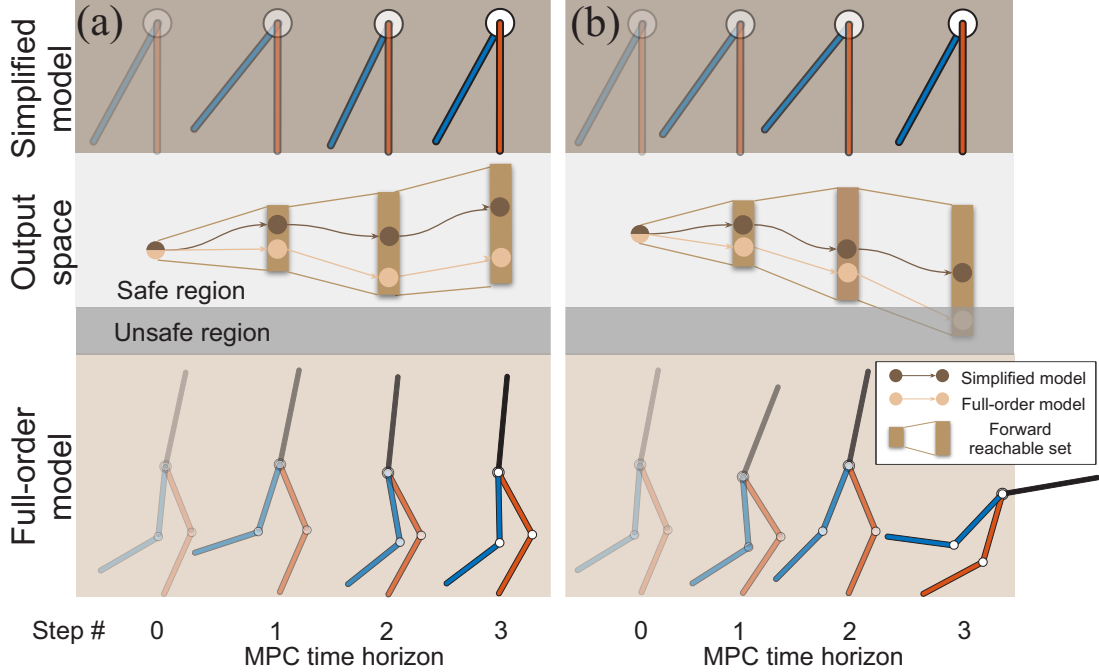 (a)
(b)
Simplified
model
Output
space
Safe region
Unsafe region
Full-order
model
Simplified model
Full-order model
Forward
reachable set
Step # 0 1 2 3 0 1 2 3
MPC time horizon MPC time horizon